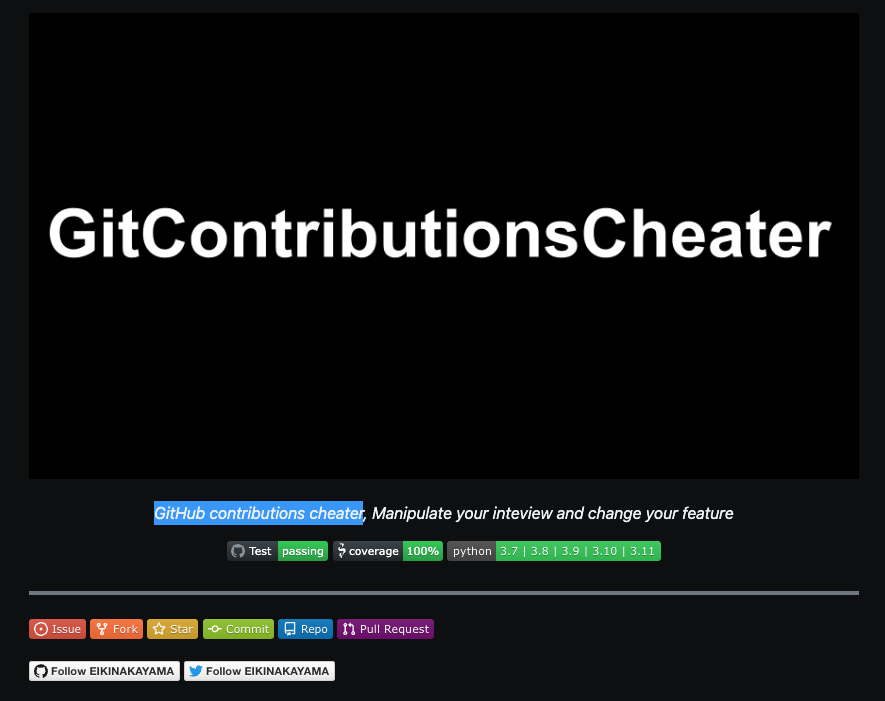 GitContributionsCheater
GitHub contributions cheater, Manipulate your inteview and change your feature
Test passing coverage 100% python 3.7 | 3.8 | 3.9 | 3.10 | 3.11
Issue Fork Star Commit Repo Pull Request
Follow EIKINAKAYAMA Follow EIKINAKAYAMA